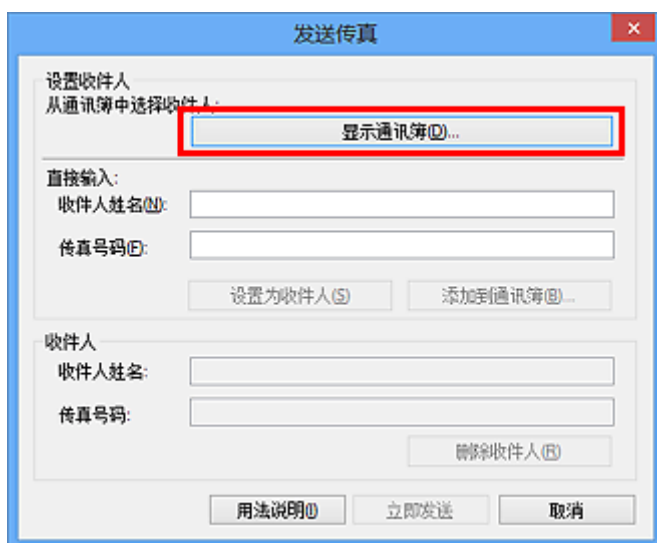 发送传真
设置收件人
从通讯簿中选择收件人:
显示通讯簿(D)...
直接输入:
收件人姓名(N):
传真号码(F):
设置为收件人(S)
添加到通讯簿(B)...
收件人
收件人姓名:
传真号码:
删除收件人(R)
用法说明(I)
立即发送
取消